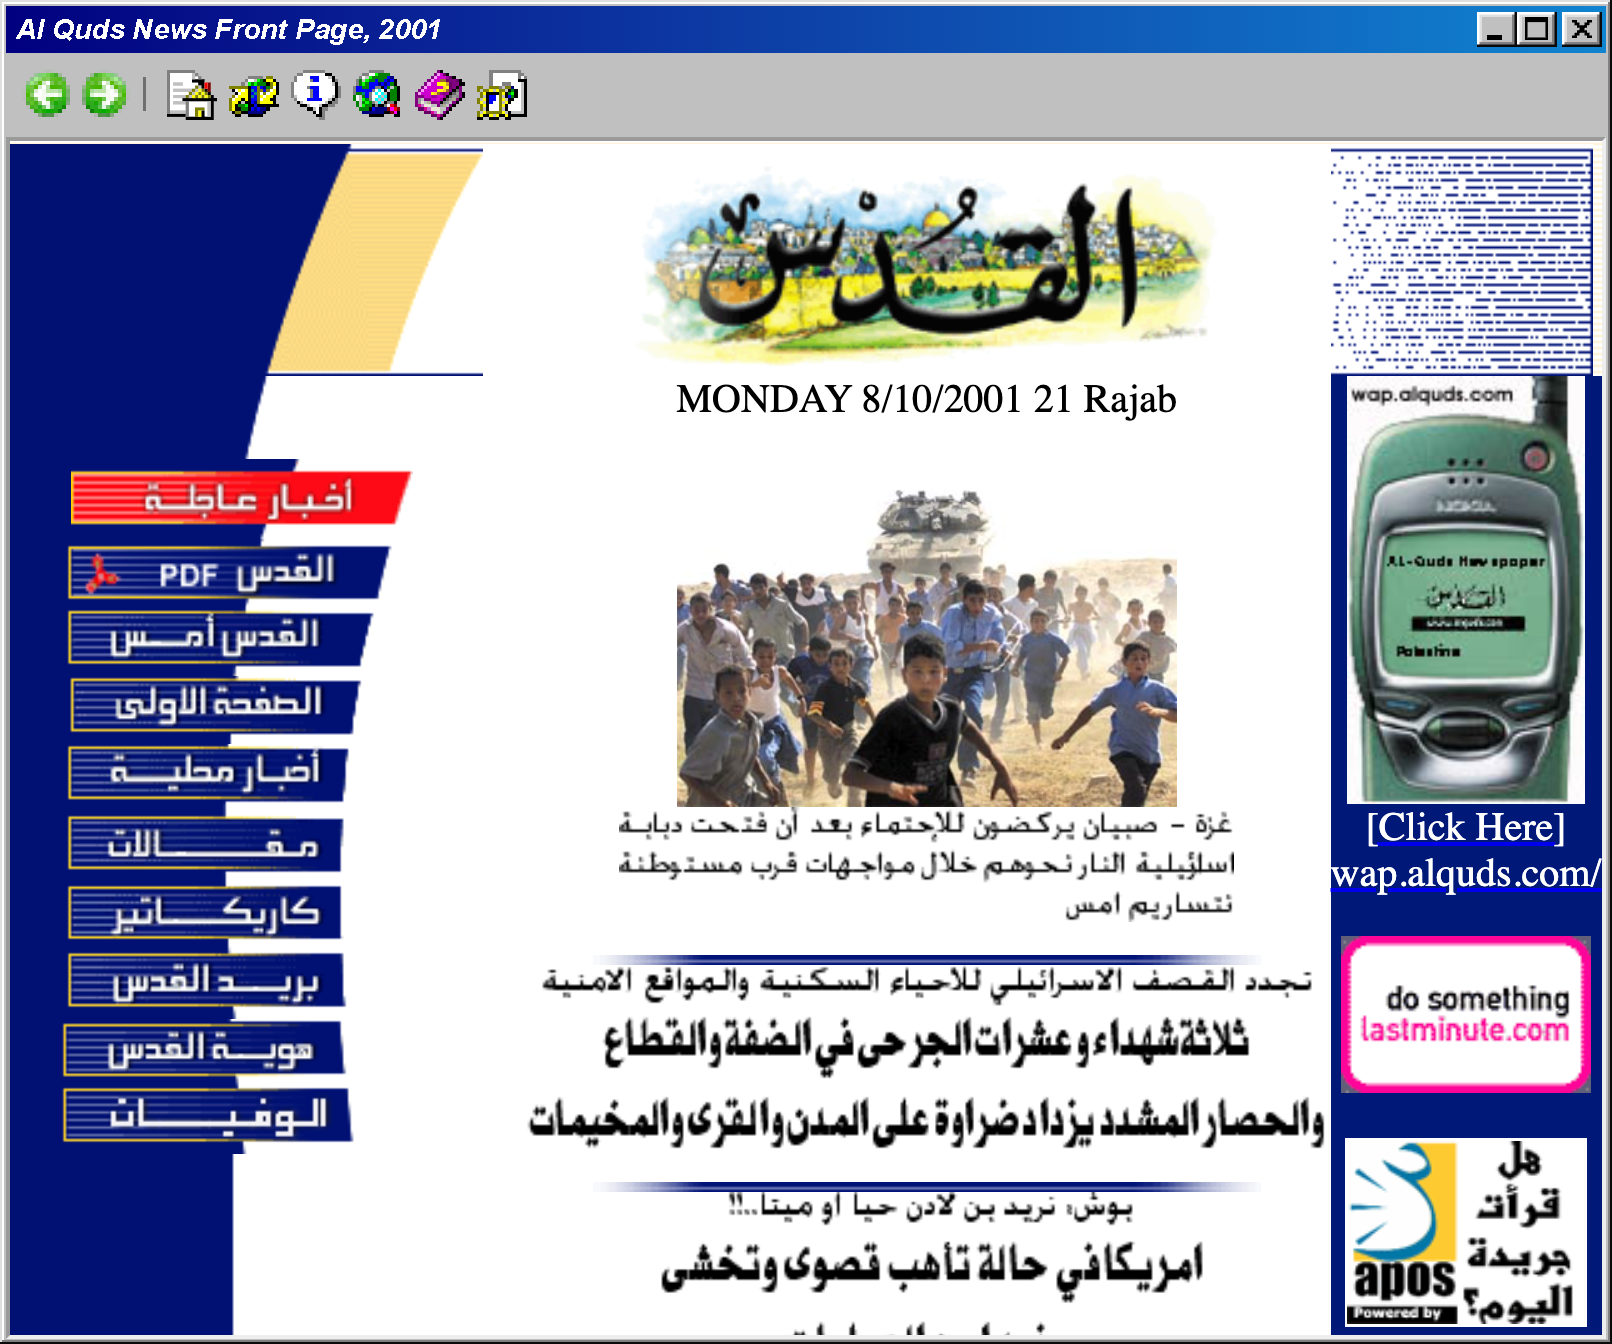 Al Quds News Front Page, 2001
القدس
MONDAY 8/10/2001 21 Rajab
أخبار عاجلة
القدس PDF
القدس أمس
الصفحة الاولى
أخبار محلية
مقالات
كاريكاتير
بريد القدس
هوية القدس
الوفيات
غزة - صبيان يركضون للإحتماء بعد أن فتحت دبابة
اسرائيلية النار نحوهم خلال مواجهات قرب مستوطنة
نتساريم امس
تجدد القصف الاسرائيلي للاحياء السكنية والمواقع الامنية
ثلاثة شهداء وعشرات الجرحى في الضفة والقطاع
والحصار المشدد يزداد ضراوة على المدن والقرى والمخيمات
بوش: نريد بن لادن حيا او ميتا..!!
امريكا في حالة تأهب قصوى وتخشى
wap.alquds.com
NOKIA
AL-Quds Newspaper
القدس
www.alquds.com
Palestine
[Click Here]
wap.alquds.com/
do something
lastminute.com
هل
قرأت
جريدة
اليوم؟
apos
Powered by